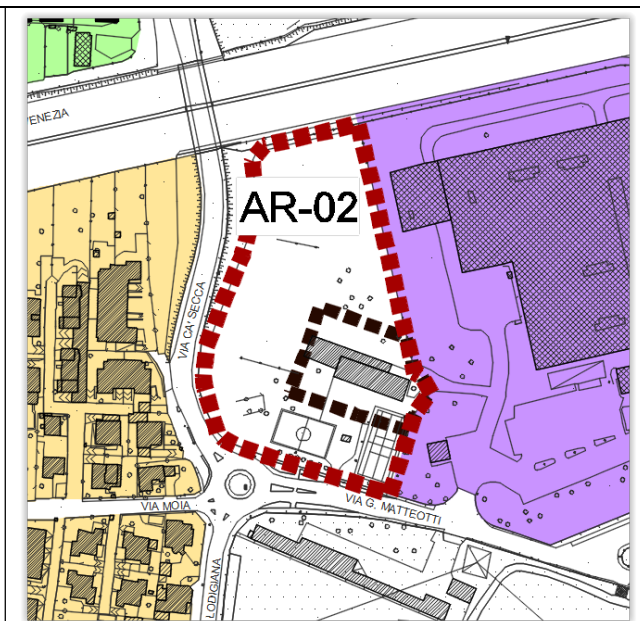 VENEZIA
AR-02
VIA CA' SECCA
VIA G. MATTEOTTI
VIA MOIA
LODIGIANA